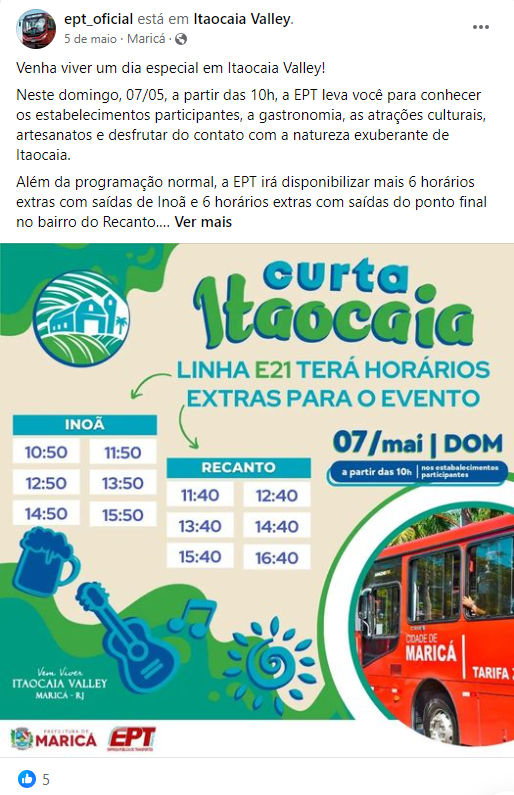 ept_oficial está em Itaocaia Valley.
5 de maio · Maricá ·
Venha viver um dia especial em Itaocaia Valley!
Neste domingo, 07/05, a partir das 10h, a EPT leva você para conhecer
os estabelecimentos participantes, a gastronomia, as atrações culturais,
artesanatos e desfrutar do contato com a natureza exuberante de
Itaocaia.
Além da programação normal, a EPT irá disponibilizar mais 6 horários
extras com saídas de Inoã e 6 horários extras com saídas do ponto final
no bairro do Recanto.... Ver mais
curta
Itaocaia
LINHA E21 TERÁ HORÁRIOS
EXTRAS PARA O EVENTO
INOÃ
10:50 11:50
12:50 13:50
14:50 15:50
RECANTO
11:40 12:40
13:40 14:40
15:40 16:40
07/mai | DOM
a partir das 10h | nos estabelecimentos
participantes
CIDADE DE
MARICÁ
TARIFA
Vem Viver
ITAOCAIA VALLEY
MARICÁ - RJ
PREFEITURA DE
MARICÁ
EPT
EMPRESA PÚBLICA DE TRANSPORTES
5